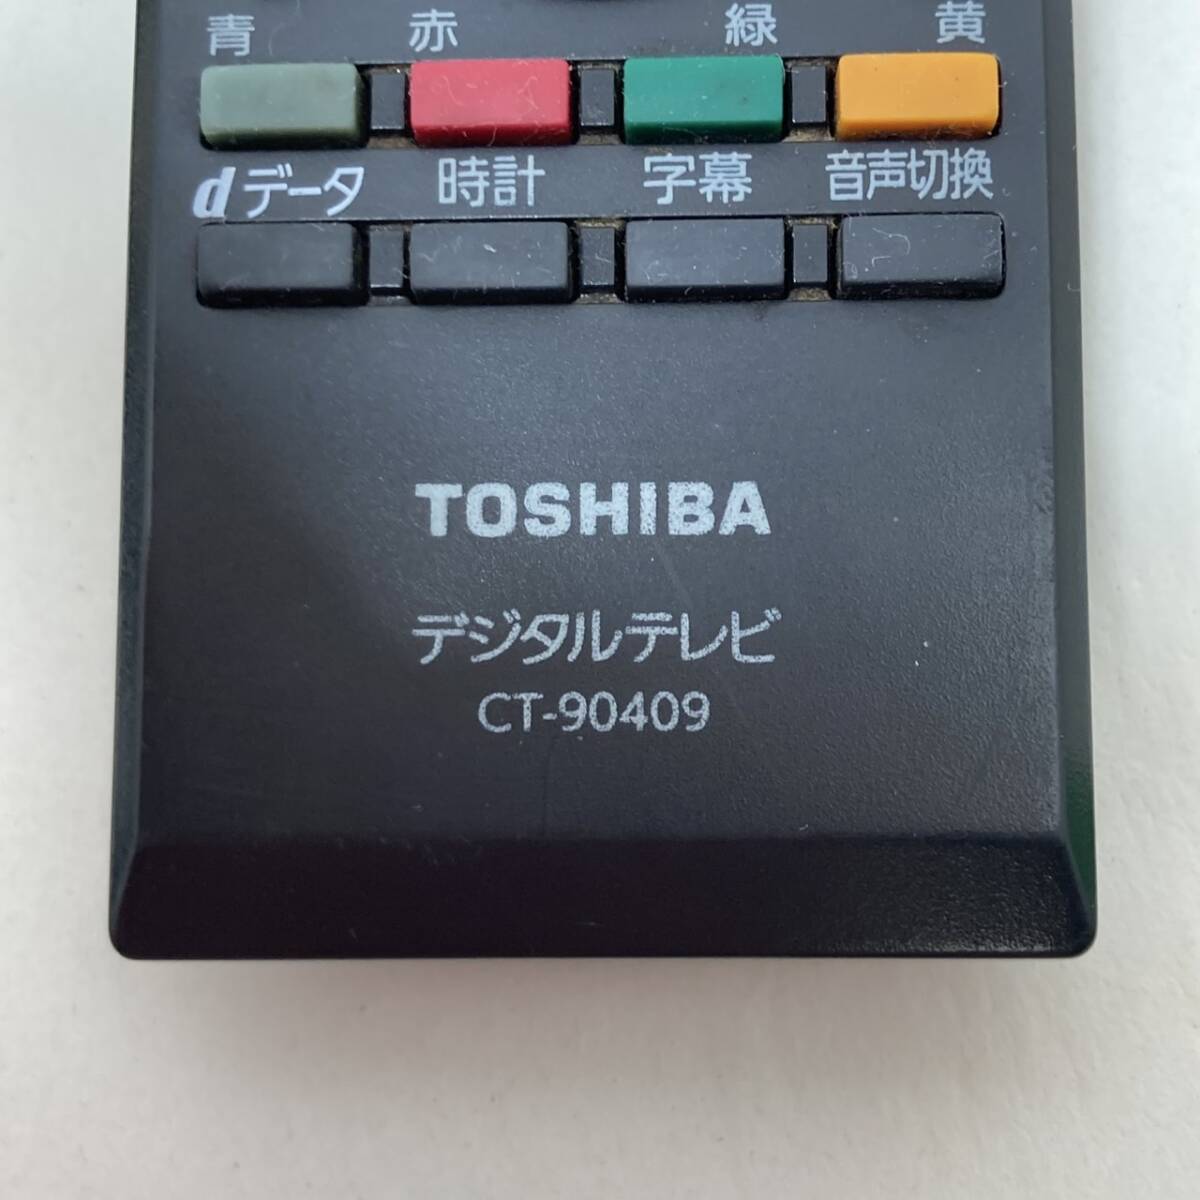 青 赤 緑 黄
dデータ 時計 字幕 音声切換
TOSHIBA
デジタルテレビ
CT-90409